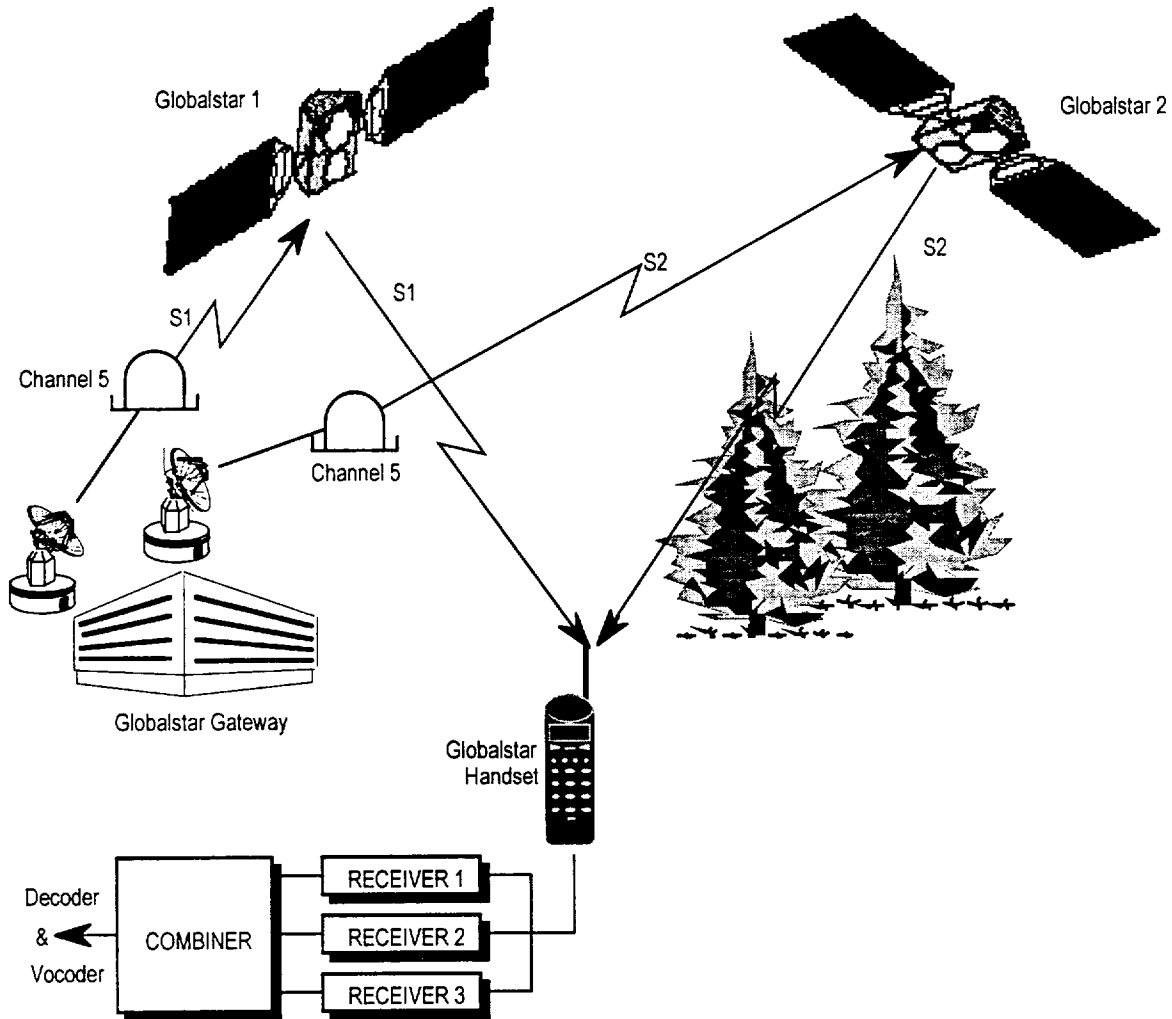 Globalstar 1
Globalstar 2
S1
S1
S2
S2
Channel 5
Channel 5
Globalstar Gateway
Globalstar
Handset
Decoder
&
Vocoder
COMBINER
RECEIVER 1
RECEIVER 2
RECEIVER 3